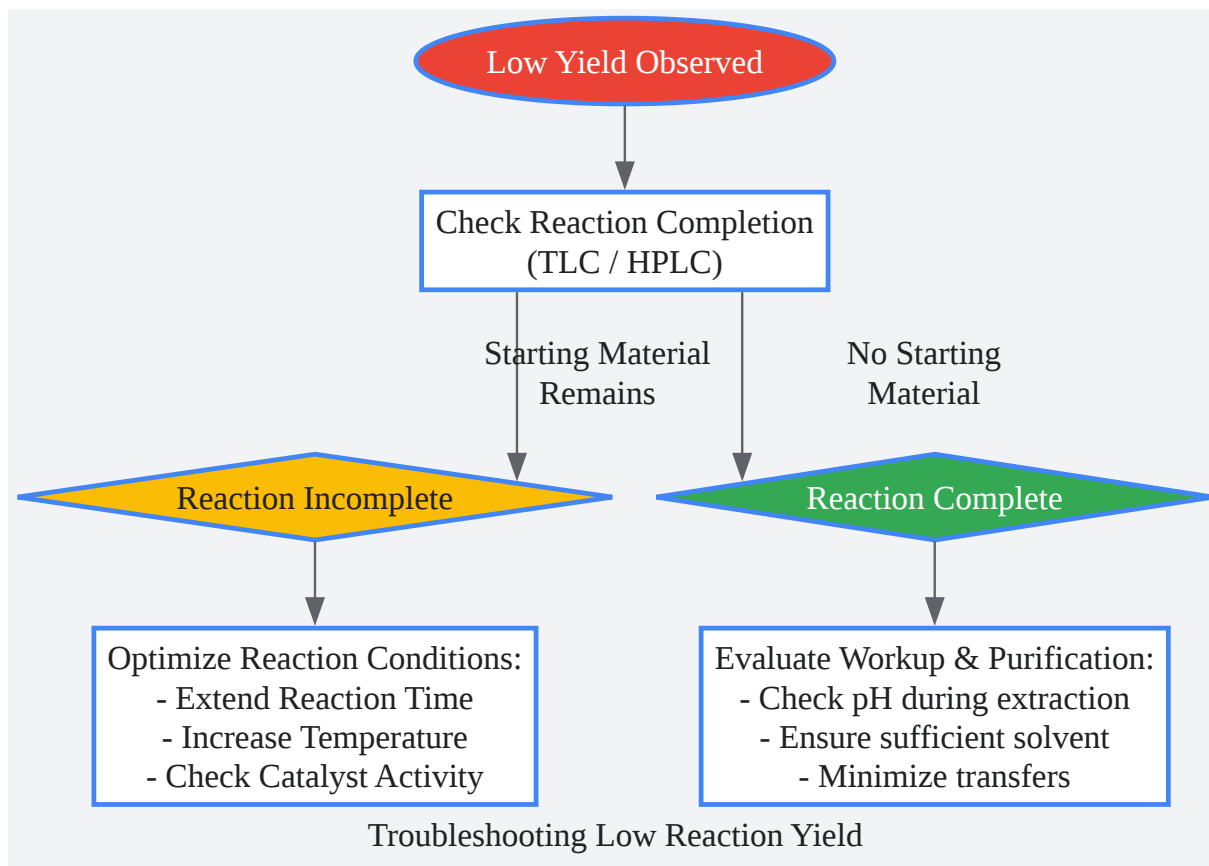 Low Yield Observed
Check Reaction Completion
(TLC / HPLC)
Starting Material
Remains
No Starting
Material
Reaction Incomplete
Reaction Complete
Optimize Reaction Conditions:
- Extend Reaction Time
- Increase Temperature
- Check Catalyst Activity
Evaluate Workup & Purification:
- Check pH during extraction
- Ensure sufficient solvent
- Minimize transfers
Troubleshooting Low Reaction Yield